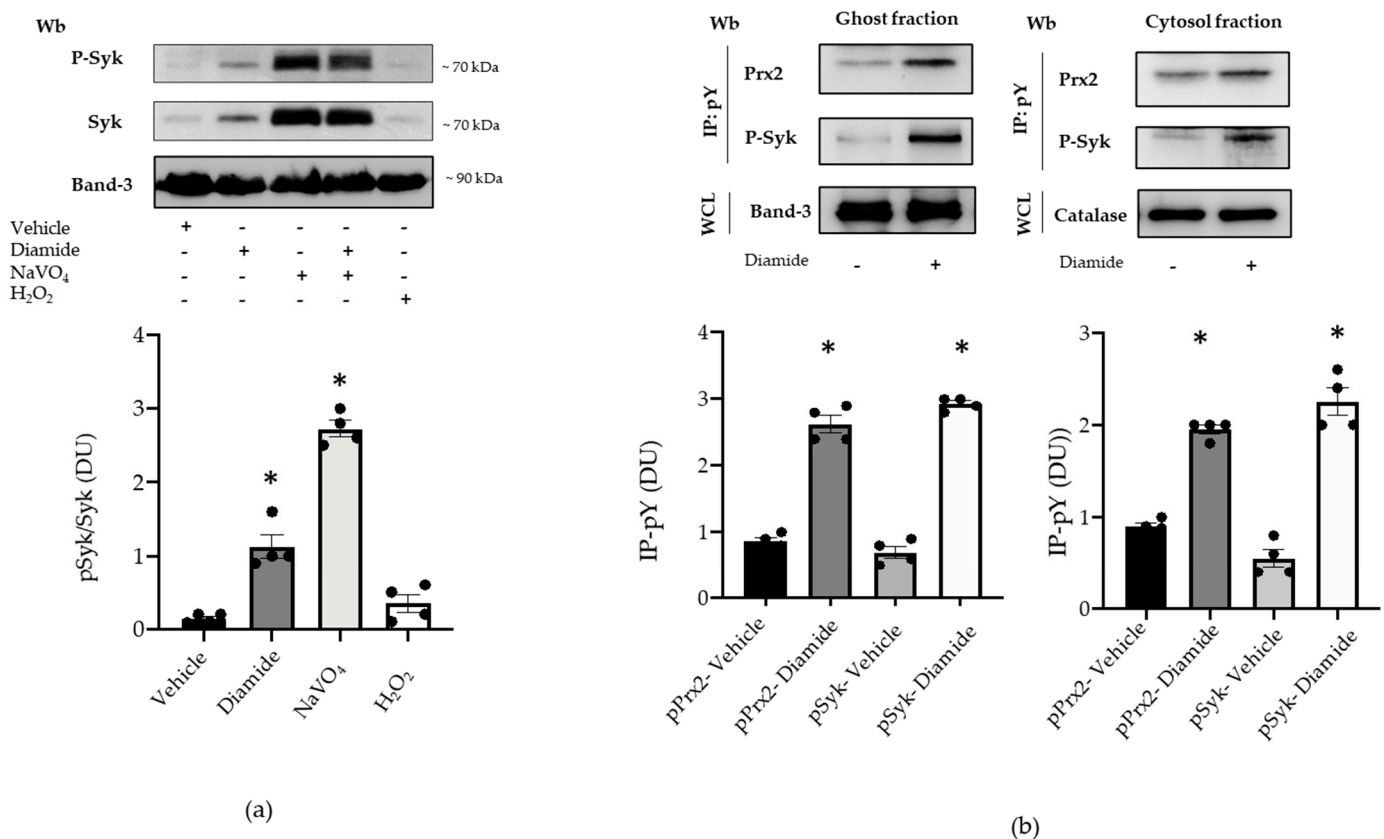 Wb
P-Syk
~ 70 kDa
Syk
~ 70 kDa
Band-3
~ 90 kDa
Vehicle + - - - -
Diamide - + - + -
NaVO₄ - - + + -
H₂O₂ - - - - +
pSyk/Syk (DU)
4
3
2
1
0
* *
Vehicle
Diamide
NaVO₄
H₂O₂
(a)
Wb
Ghost fraction
IP: pY
Prx2
P-Syk
WCL
Band-3
Diamide - +
IP-pY (DU)
4
3
2
1
0
* *
pPrx2- Vehicle
pPrx2- Diamide
pSyk- Vehicle
pSyk- Diamide
Wb
Cytosol fraction
IP: pY
Prx2
P-Syk
WCL
Catalase
Diamide - +
IP-pY (DU))
3
2
1
0
* *
pPrx2- Vehicle
pPrx2- Diamide
pSyk- Vehicle
pSyk- Diamide
(b)